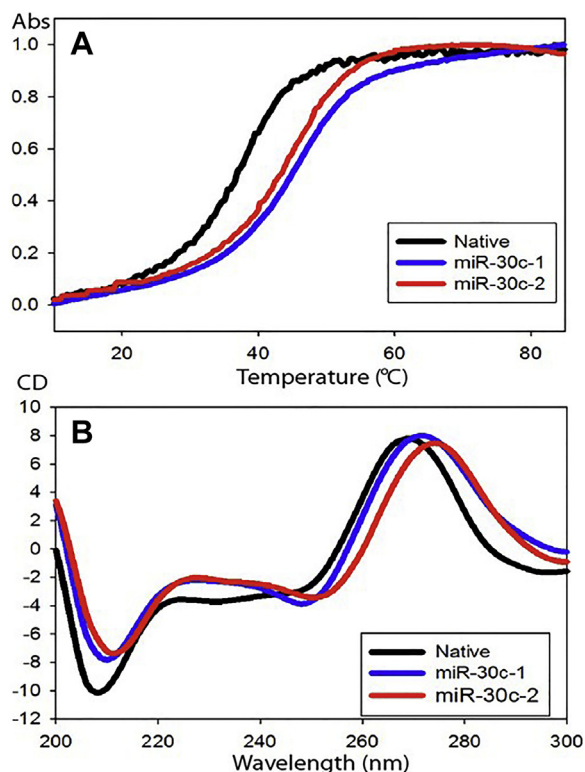 Abs
A
1.0
0.8
0.6
0.4
0.2
0.0
Native
miR-30c-1
miR-30c-2
20 40 60 80
Temperature (ºC)
CD
B
10
8
6
4
2
0
-2
-4
-6
-8
-10
-12
Native
miR-30c-1
miR-30c-2
200 220 240 260 280 300
Wavelength (nm)